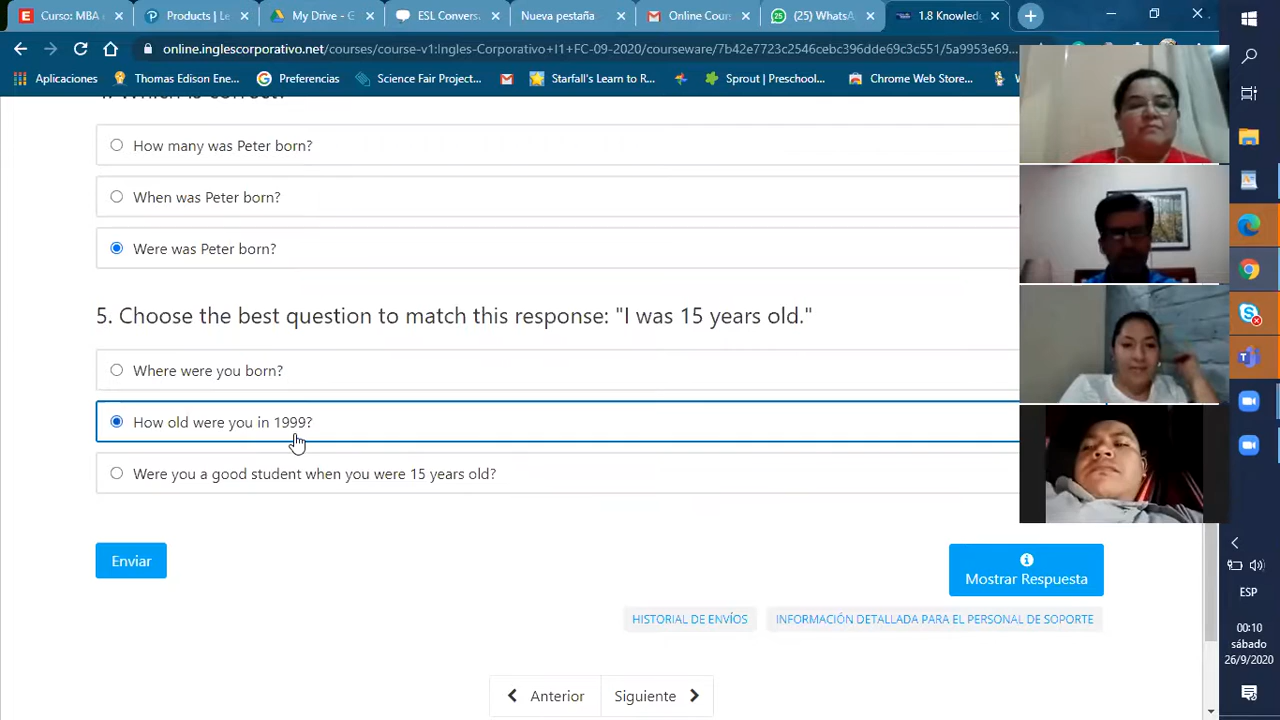 Curso: MBA
Products | Le
My Drive - G
ESL Convers
Nueva pestaña
Online Cour
(25) WhatsA
1.8 Knowledg
online.inglescorporativo.net/courses/course-v1:Ingles-Corporativo+I1+FC-09-2020/courseware/7b42e7723c2546cebc396dde69c3c551/5a9953e69...
Aplicaciones
Thomas Edison Ene...
Preferencias
Science Fair Project...
Starfall's Learn to R...
Sprout | Preschool...
Chrome Web Store...
How many was Peter born?
When was Peter born?
Were was Peter born?
5. Choose the best question to match this response: "I was 15 years old."
Where were you born?
How old were you in 1999?
Were you a good student when you were 15 years old?
Enviar
Mostrar Respuesta
HISTORIAL DE ENVÍOS
INFORMACIÓN DETALLADA PARA EL PERSONAL DE SOPORTE
Anterior
Siguiente
ESP
00:10
sábado
26/9/2020